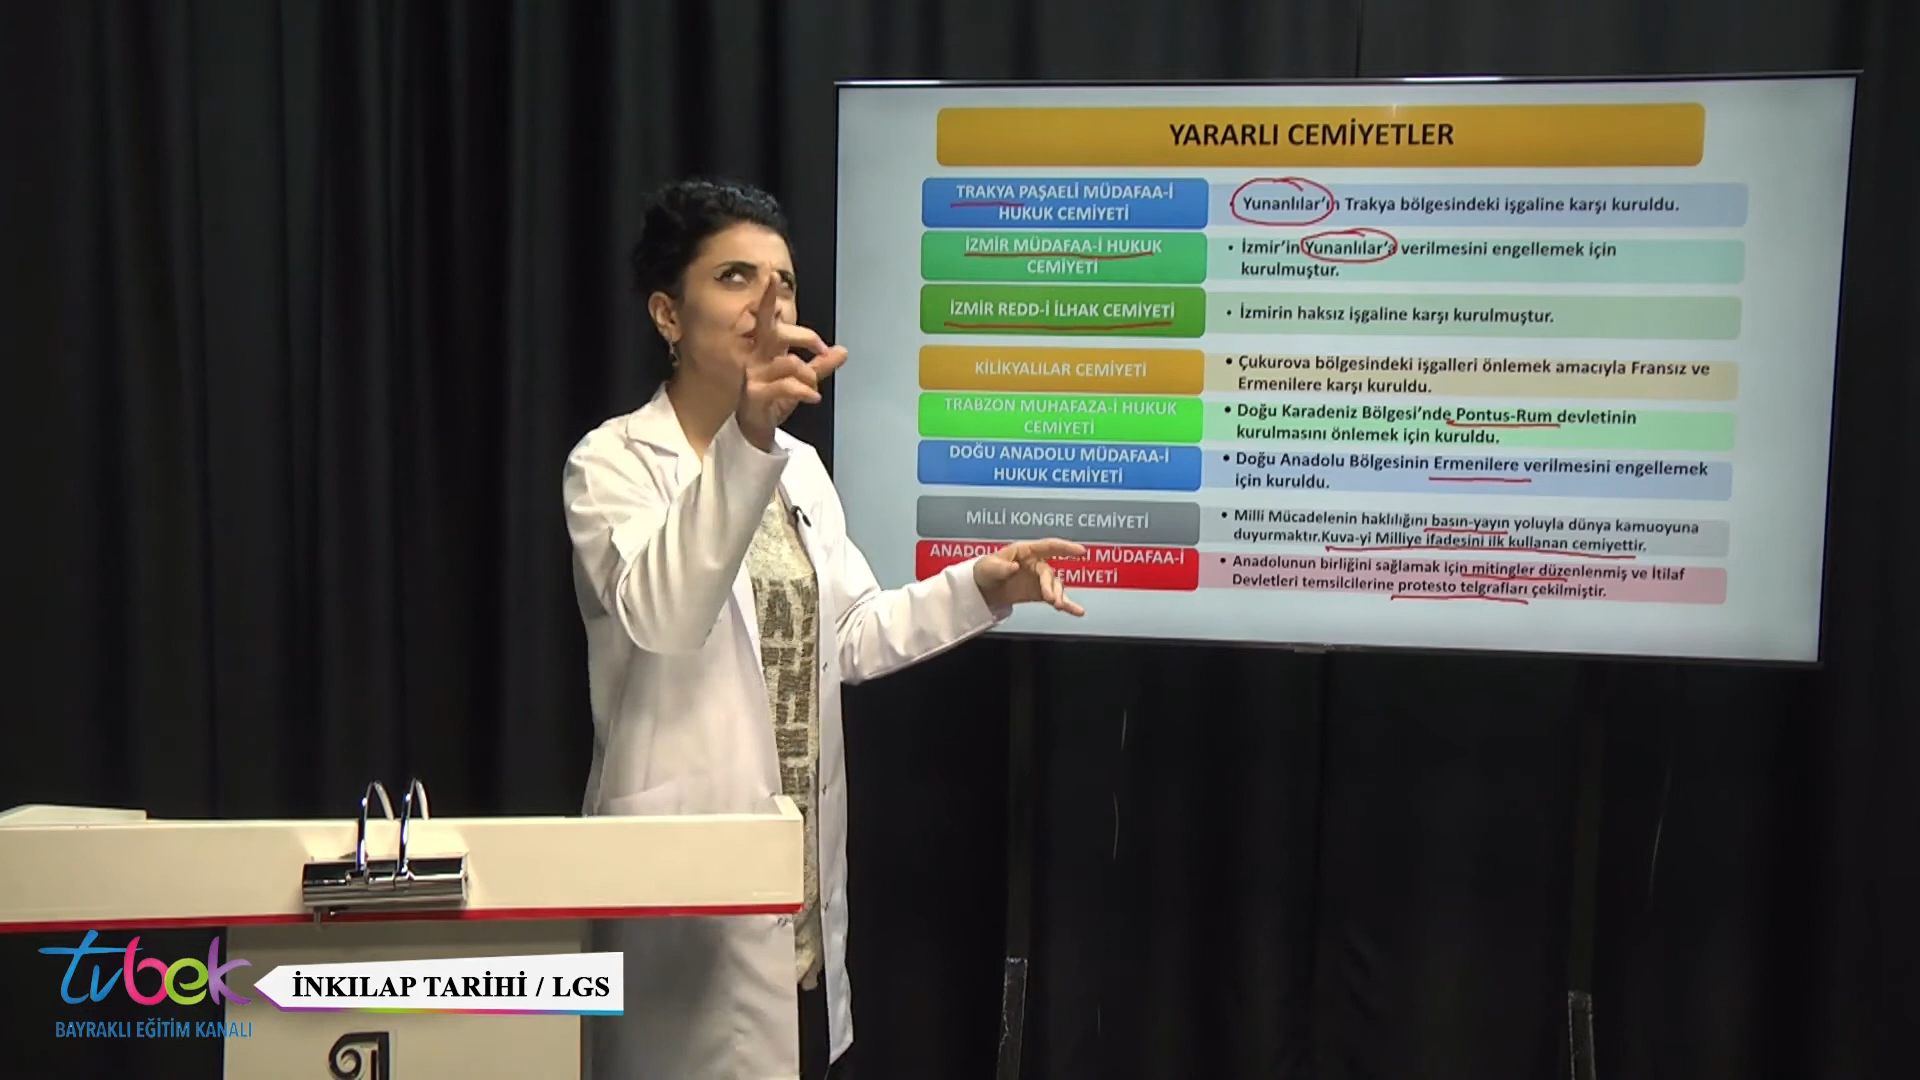 YARARLI CEMİYETLER
TRAKYA PAŞAELİ MÜDAFAA-İ
HUKUK CEMİYETİ
Yunanlılar'ın Trakya bölgesindeki işgaline karşı kuruldu.
İZMİR MÜDAFAA-İ HUKUK
CEMİYETİ
• İzmir'in Yunanlılar'a verilmesini engellemek için
kurulmuştur.
İZMİR REDD-İ İLHAK CEMİYETİ
• İzmirin haksız işgaline karşı kurulmuştur.
KİLİKYALILAR CEMİYETİ
• Çukurova bölgesindeki işgalleri önlemek amacıyla Fransız ve
Ermenilere karşı kuruldu.
TRABZON MUHAFAZA-İ HUKUK
CEMİYETİ
• Doğu Karadeniz Bölgesi'nde Pontus-Rum devletinin
kurulmasını önlemek için kuruldu.
DOĞU ANADOLU MÜDAFAA-İ
HUKUK CEMİYETİ
• Doğu Anadolu Bölgesinin Ermenilere verilmesini engellemek
için kuruldu.
MİLLİ KONGRE CEMİYETİ
• Milli Mücadelenin haklılığını basın-yayın yoluyla dünya kamuoyuna
duyurmaktır.Kuva-yi Milliye ifadesini ilk kullanan cemiyettir.
MÜDAFAA-İ
CEMİYETİ
• Anadolunun birliğini sağlamak için mitingler düzenlenmiş ve İtilaf
Devletleri temsilcilerine protesto telgrafları çekilmiştir.
tvbek
BAYRAKLI EĞİTİM KANALI
İNKILAP TARİHİ / LGS